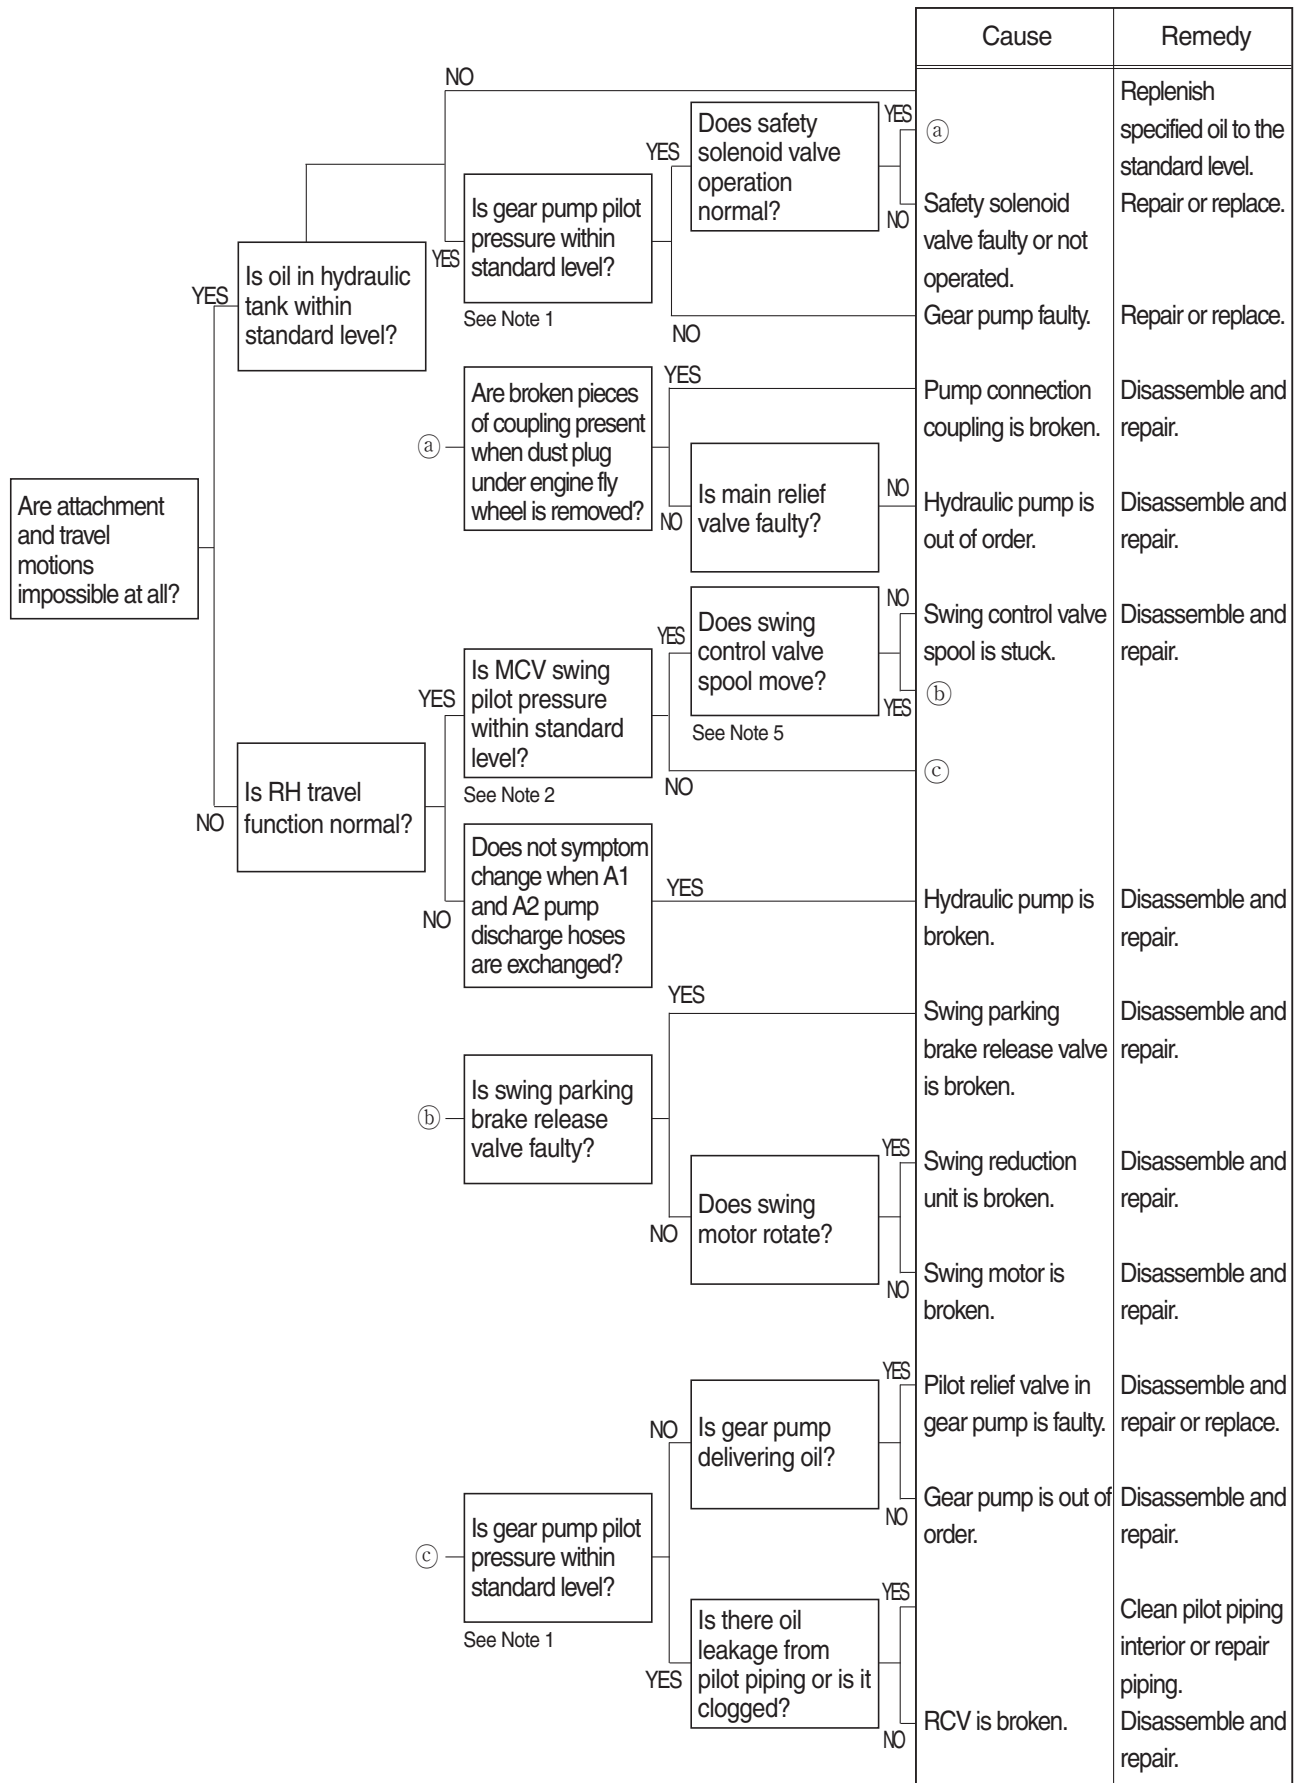 Cause
Remedy
NO
Replenish
specified oil to the
standard level.
YES
Does safety
solenoid valve
operation
normal?
YES
ⓐ
NO
Safety solenoid
valve faulty or not
operated.
Repair or replace.
Is gear pump pilot
pressure within
standard level?
YES
See Note 1
Is oil in hydraulic
tank within
standard level?
YES
Gear pump faulty.
Repair or replace.
NO
ⓐ
Are broken pieces
of coupling present
when dust plug
under engine fly
wheel is removed?
YES
Pump connection
coupling is broken.
Disassemble and
repair.
NO
Is main relief
valve faulty?
NO
Hydraulic pump is
out of order.
Disassemble and
repair.
Are attachment
and travel
motions
impossible at all?
YES
Does swing
control valve
spool move?
See Note 5
NO
Swing control valve
spool is stuck.
Disassemble and
repair.
YES
ⓑ
YES
Is MCV swing
pilot pressure
within standard
level?
See Note 2
NO
ⓒ
NO
Is RH travel
function normal?
NO
Does not symptom
change when A1
and A2 pump
discharge hoses
are exchanged?
YES
Hydraulic pump is
broken.
Disassemble and
repair.
ⓑ
Is swing parking
brake release
valve faulty?
YES
Swing parking
brake release valve
is broken.
Disassemble and
repair.
NO
Does swing
motor rotate?
YES
Swing reduction
unit is broken.
Disassemble and
repair.
NO
Swing motor is
broken.
Disassemble and
repair.
ⓒ
Is gear pump pilot
pressure within
standard level?
See Note 1
NO
Is gear pump
delivering oil?
YES
Pilot relief valve in
gear pump is faulty.
Disassemble and
repair or replace.
NO
Gear pump is out of
order.
Disassemble and
repair.
YES
Is there oil
leakage from
pilot piping or is it
clogged?
YES
Clean pilot piping
interior or repair
piping.
NO
RCV is broken.
Disassemble and
repair.